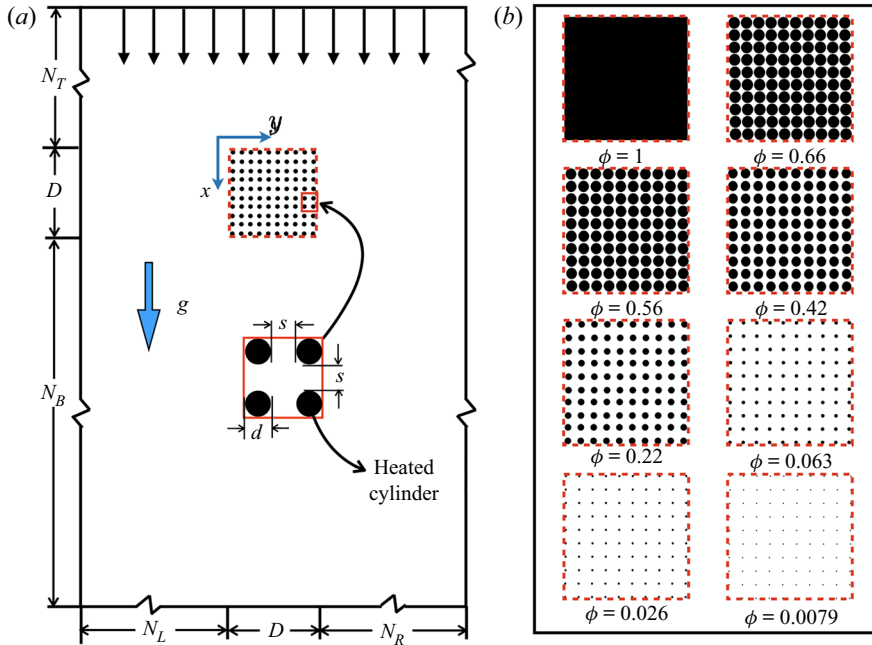 (a)
N_T
y
D
x
g
s
s
N_B
d
Heated
cylinder
N_L
D
N_R
(b)
ϕ = 1
ϕ = 0.66
ϕ = 0.56
ϕ = 0.42
ϕ = 0.22
ϕ = 0.063
ϕ = 0.026
ϕ = 0.0079